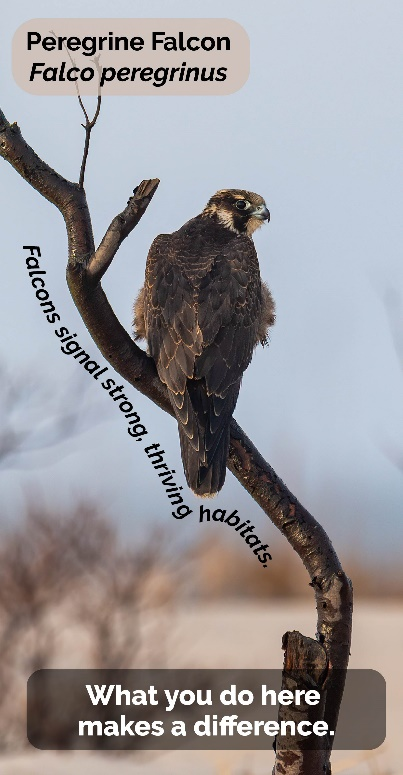 Peregrine Falcon
Falco peregrinus
Falcons signal strong, thriving habitats.
What you do here
makes a difference.